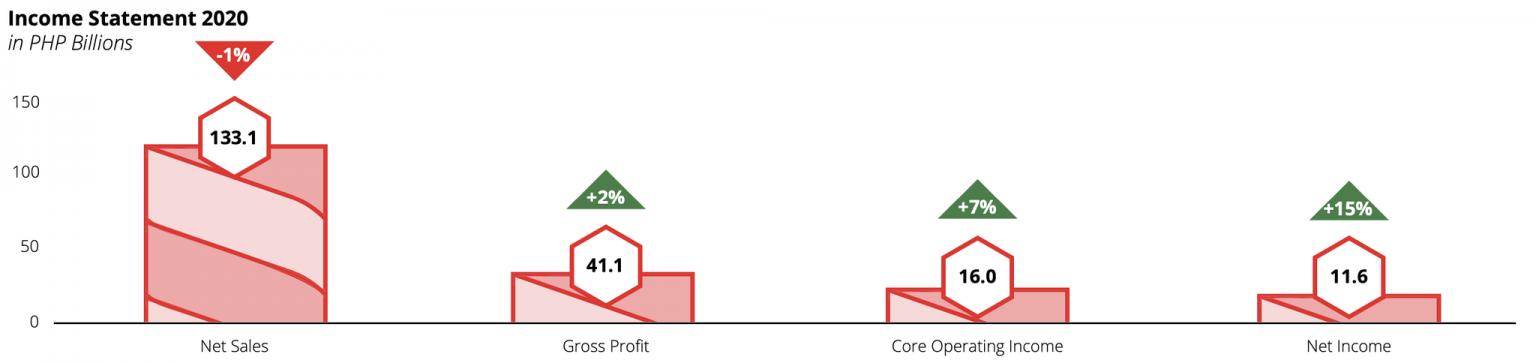 Income Statement 2020
in PHP Billions
-1%
150
133.1
100
+2%
+7%
+15%
50
41.1
16.0
11.6
0
Net Sales
Gross Profit
Core Operating Income
Net Income